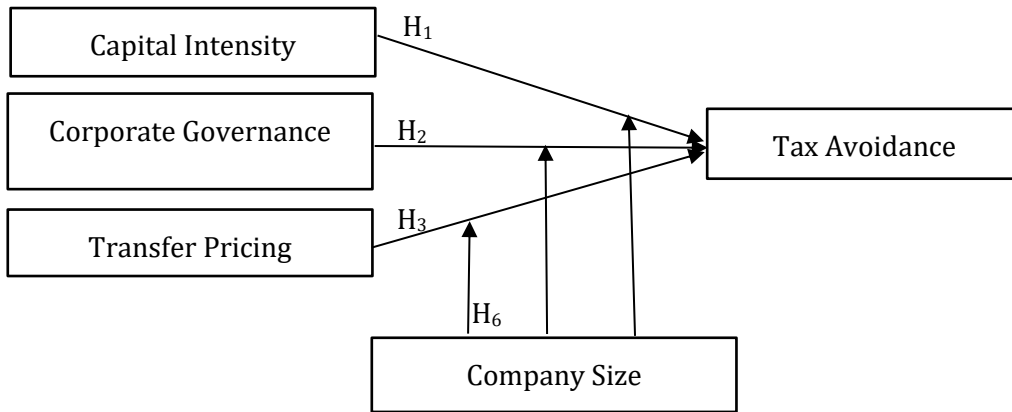 Capital Intensity
H₁
Corporate Governance
H₂
Tax Avoidance
Transfer Pricing
H₃
H₆
Company Size